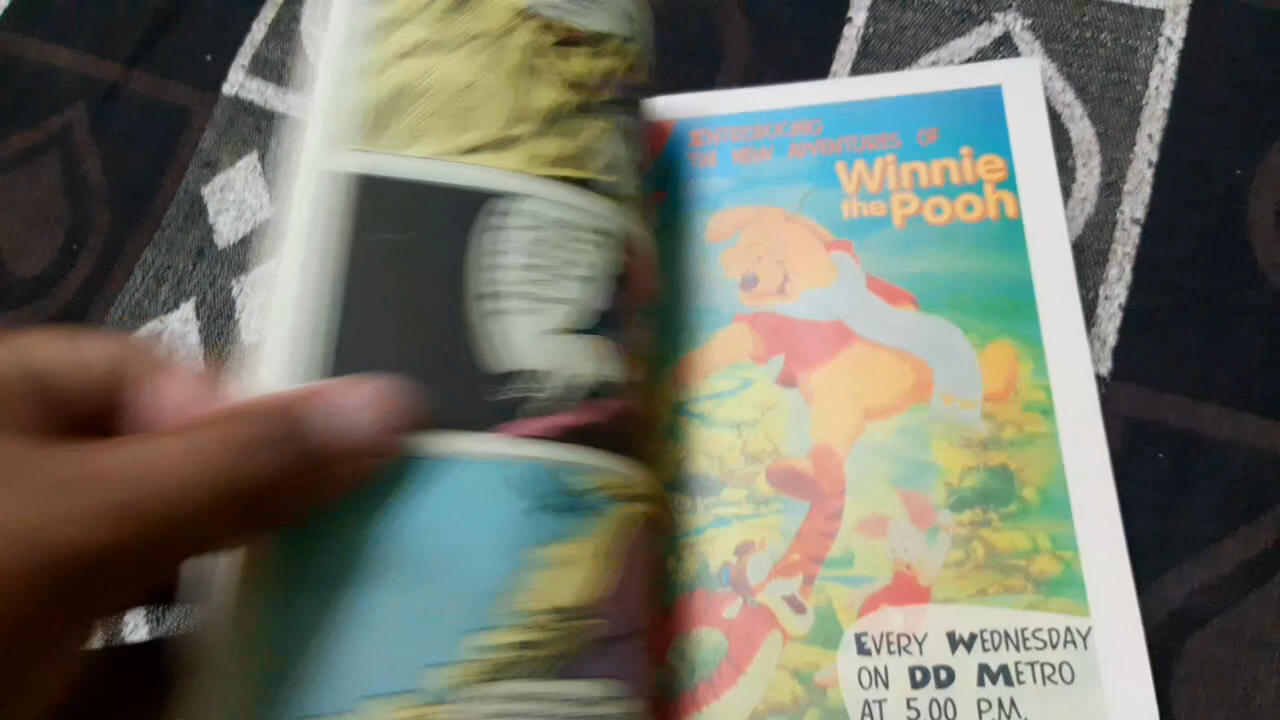 INTRODUCING
THE NEW ADVENTURES OF
Winnie
the Pooh
EVERY WEDNESDAY
ON DD METRO
AT 5.00 P.M.